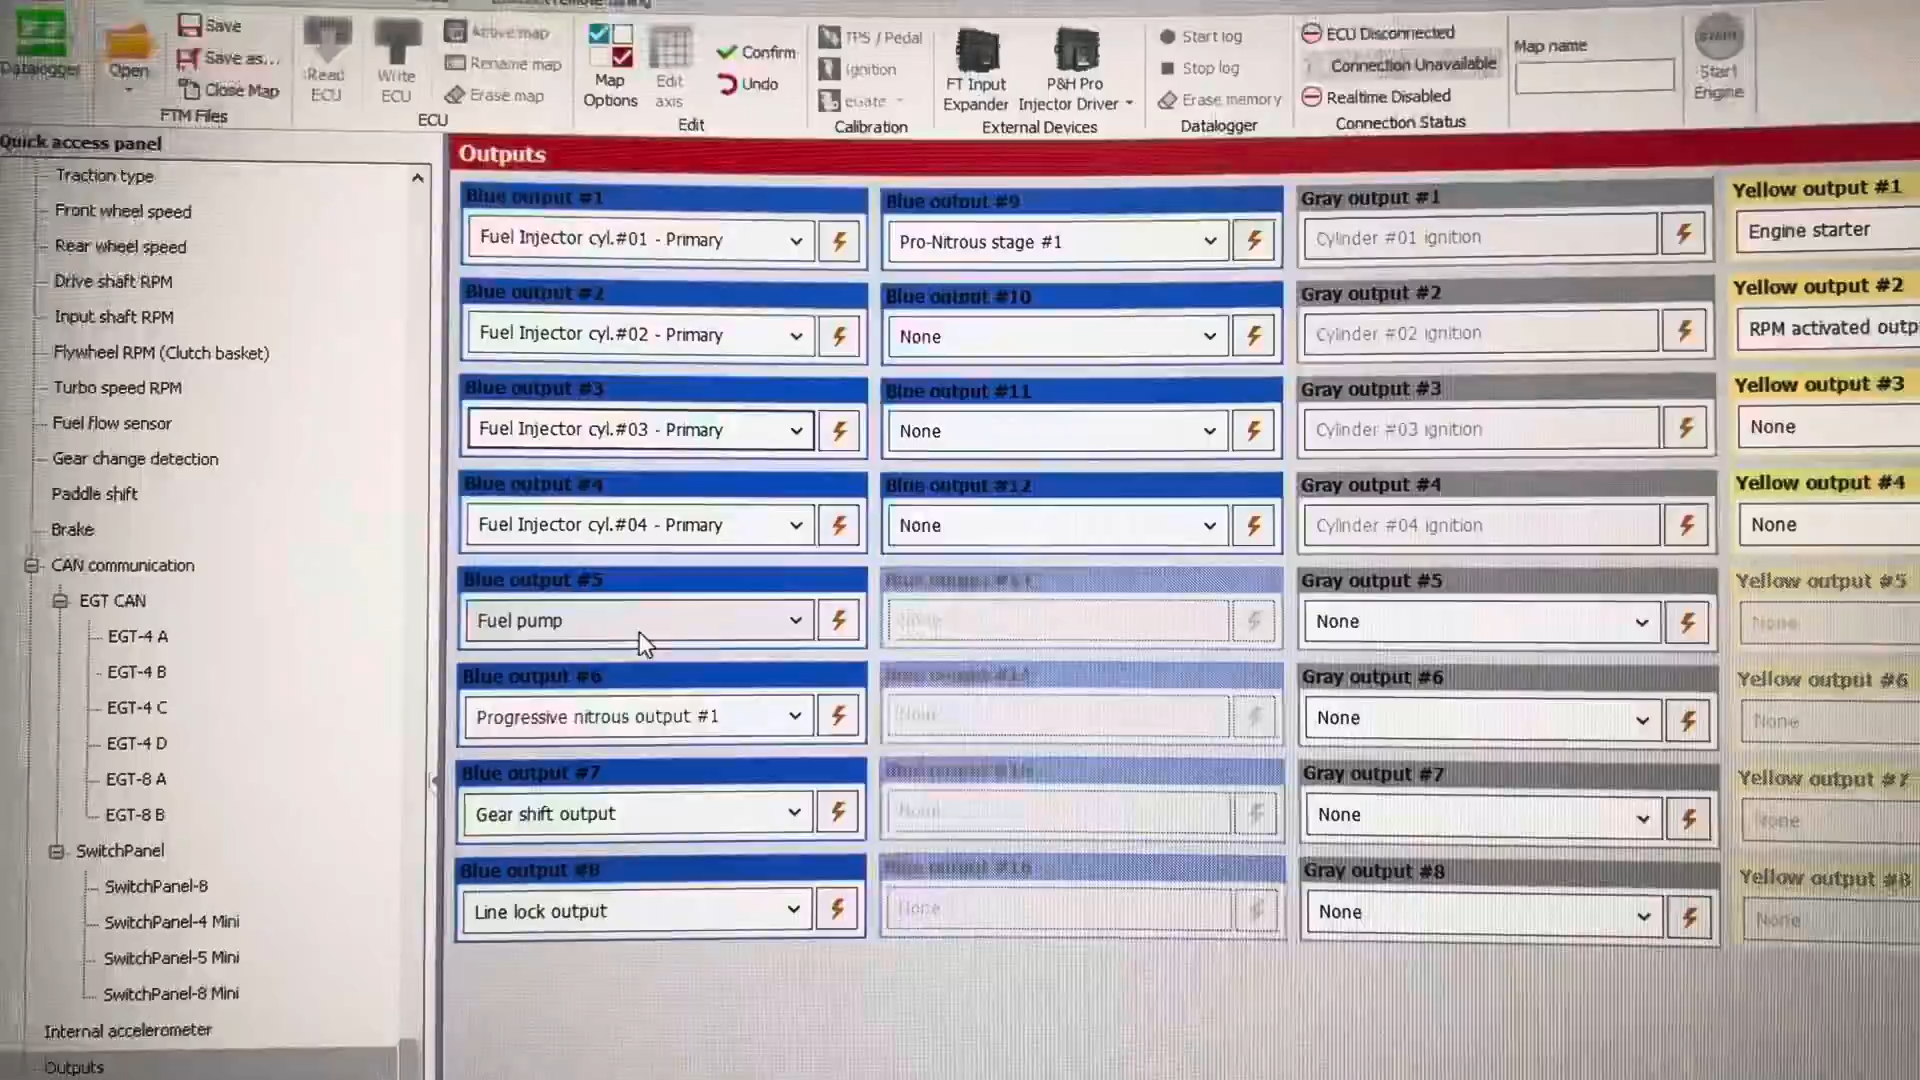 Datalogger
Open
Save
Save as...
Close Map
FTM Files
Read ECU
Write ECU
Active map
Rename map
Erase map
ECU
Map Options
Edit axis
Confirm
Undo
Edit
TPS / Pedal
Ignition
eGate
Calibration
FT Input Expander
P&H Pro Injector Driver
External Devices
Start log
Stop log
Erase memory
Datalogger
ECU Disconnected
Connection Unavailable
Realtime Disabled
Connection Status
Map name
START
Start Engine
Quick access panel
Traction type
Front wheel speed
Rear wheel speed
Drive shaft RPM
Input shaft RPM
Flywheel RPM (Clutch basket)
Turbo speed RPM
Fuel flow sensor
Gear change detection
Paddle shift
Brake
CAN communication
EGT CAN
EGT-4 A
EGT-4 B
EGT-4 C
EGT-4 D
EGT-8 A
EGT-8 B
SwitchPanel
SwitchPanel-8
SwitchPanel-4 Mini
SwitchPanel-5 Mini
SwitchPanel-8 Mini
Internal accelerometer
Outputs
Outputs
Blue output #1
Fuel Injector cyl.#01 - Primary
Blue output #2
Fuel Injector cyl.#02 - Primary
Blue output #3
Fuel Injector cyl.#03 - Primary
Blue output #4
Fuel Injector cyl.#04 - Primary
Blue output #5
Fuel pump
Blue output #6
Progressive nitrous output #1
Blue output #7
Gear shift output
Blue output #8
Line lock output
Blue output #9
Pro-Nitrous stage #1
Blue output #10
None
Blue output #11
None
Blue output #12
None
None
None
None
Blue output #16
None
Gray output #1
Cylinder #01 ignition
Gray output #2
Cylinder #02 ignition
Gray output #3
Cylinder #03 ignition
Gray output #4
Cylinder #04 ignition
Gray output #5
None
Gray output #6
None
Gray output #7
None
Gray output #8
None
Yellow output #1
Engine starter
Yellow output #2
RPM activated outp
Yellow output #3
None
Yellow output #4
None
Yellow output #5
None
Yellow output #6
None
Yellow output #7
None
Yellow output #8
None